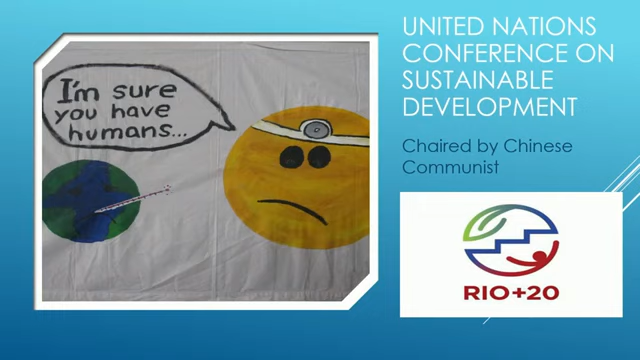 I'm sure
you have
humans...
UNITED NATIONS
CONFERENCE ON
SUSTAINABLE
DEVELOPMENT
Chaired by Chinese
Communist
RIO+20